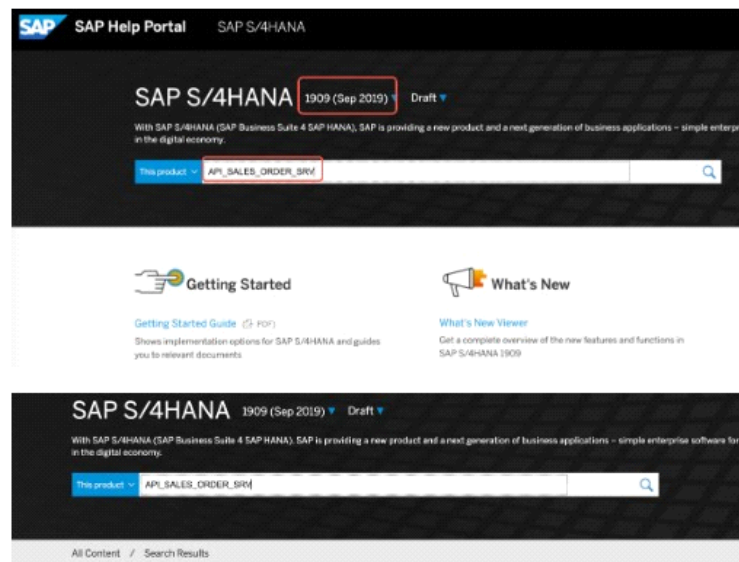 SAP SAP Help Portal SAP S/4HANA
SAP S/4HANA 1909 (Sep 2019) Draft
With SAP S/4HANA (SAP Business Suite 4 SAP HANA), SAP is providing a new product and a next generation of business applications – simple enterpr
in the digital economy.
This product API_SALES_ORDER_SRV
Getting Started What's New
Getting Started Guide (PDF) What's New Viewer
Shows implementation options for SAP S/4HANA and guides Get a complete overview of the new features and functions in
you to relevant documents SAP S/4HANA 1909
SAP S/4HANA 1909 (Sep 2019) Draft
With SAP S/4HANA (SAP Business Suite 4 SAP HANA), SAP is providing a new product and a next generation of business applications – simple enterprise software for
in the digital economy.
This product API_SALES_ORDER_SRV
All Content / Search Results